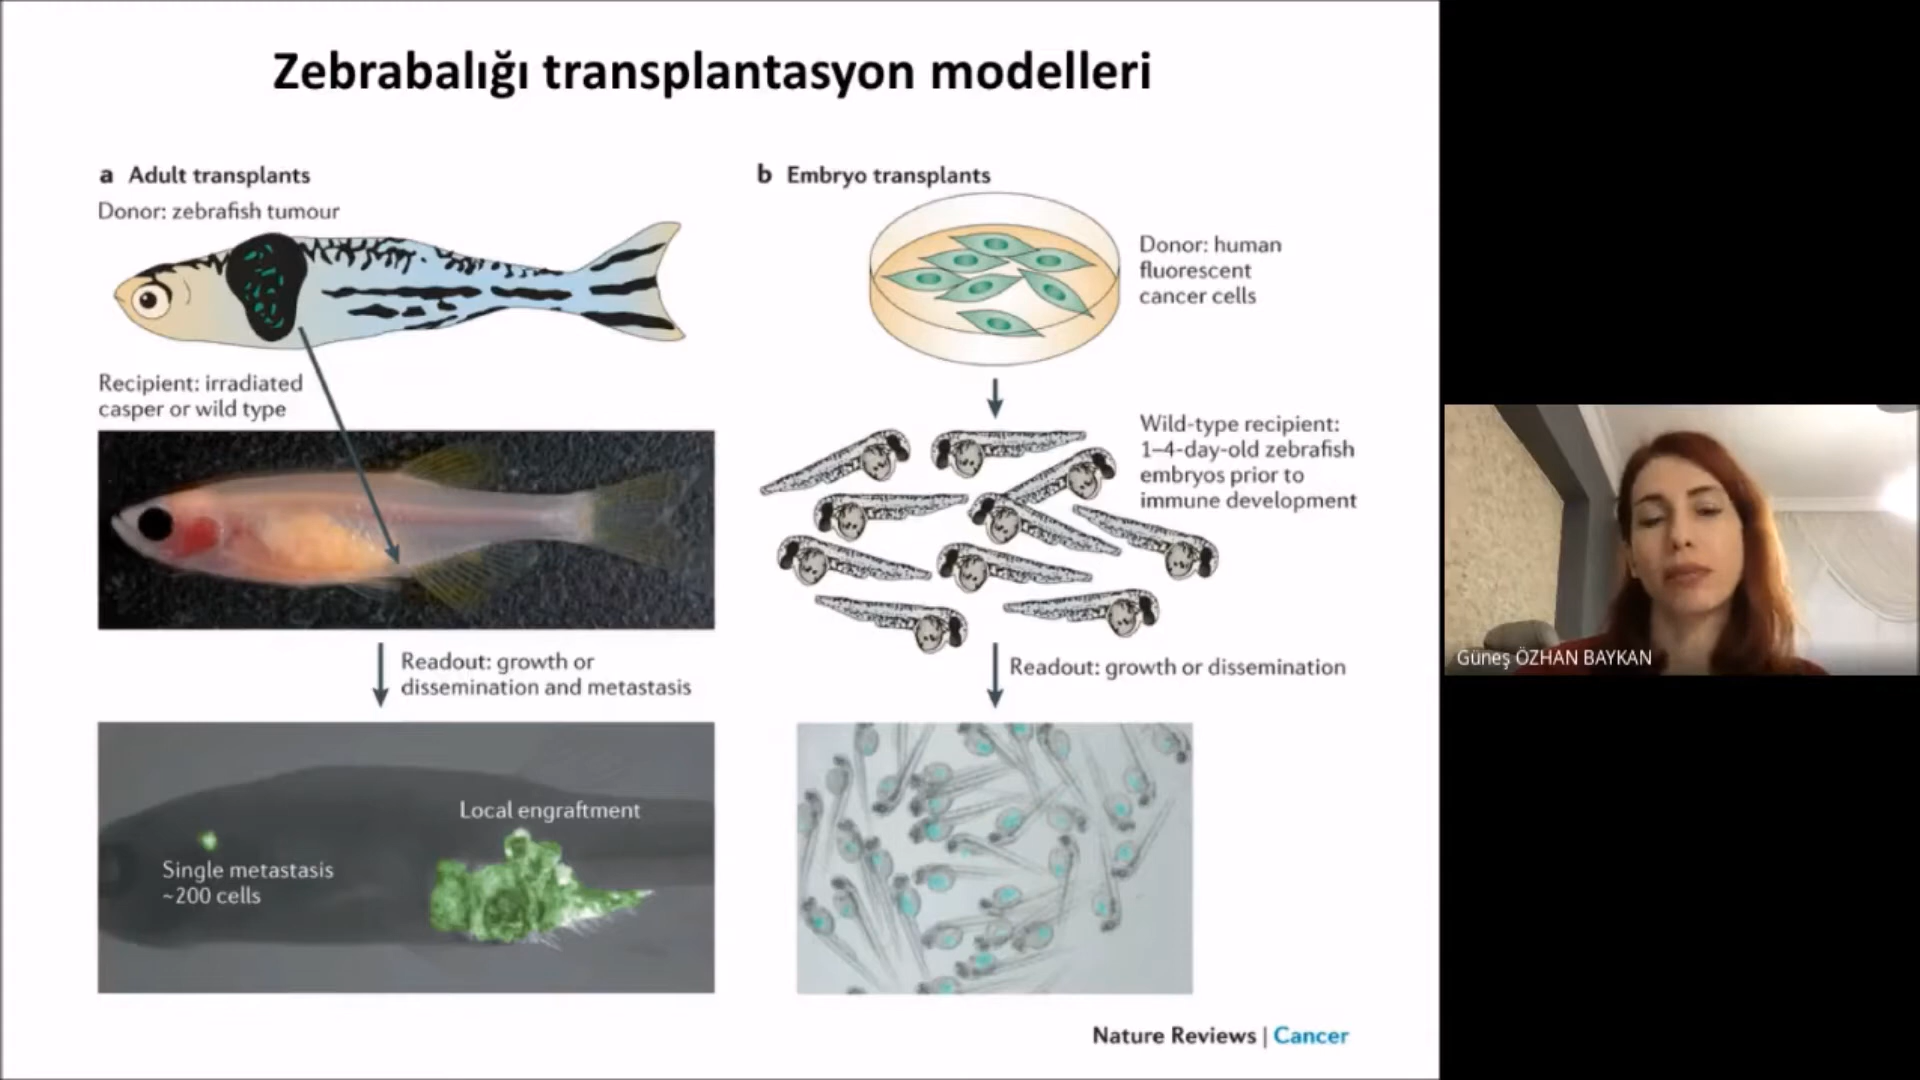 Zebrabalığı transplantasyon modelleri
a Adult transplants
Donor: zebrafish tumour
Recipient: irradiated
casper or wild type
Readout: growth or
dissemination and metastasis
Local engraftment
Single metastasis
~200 cells
b Embryo transplants
Donor: human
fluorescent
cancer cells
Wild-type recipient:
1–4-day-old zebrafish
embryos prior to
immune development
Readout: growth or dissemination
Nature Reviews | Cancer
Güneş ÖZHAN BAYKAN